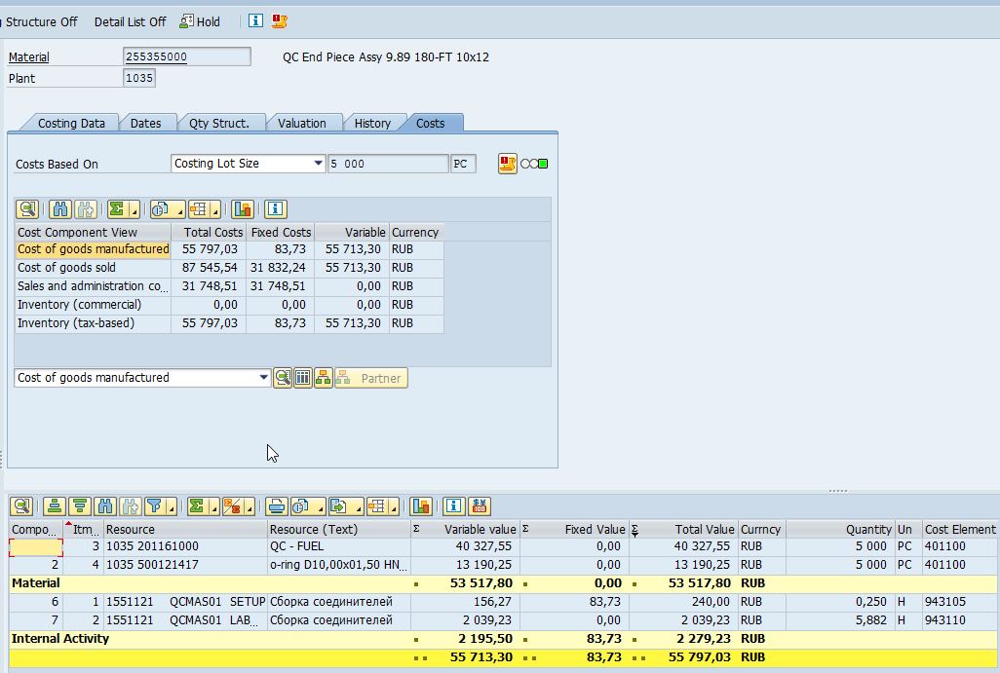 Structure Off Detail List Off Hold
Material 255355000 QC End Piece Assy 9.89 180-FT 10x12
Plant 1035
Costing Data Dates Qty Struct. Valuation History Costs
Costs Based On Costing Lot Size 5 000 PC
Cost Component View Total Costs Fixed Costs Variable Currency
Cost of goods manufactured 55 797,03 83,73 55 713,30 RUB
Cost of goods sold 87 545,54 31 832,24 55 713,30 RUB
Sales and administration co... 31 748,51 31 748,51 0,00 RUB
Inventory (commercial) 0,00 0,00 0,00 RUB
Inventory (tax-based) 55 797,03 83,73 55 713,30 RUB
Cost of goods manufactured Partner
Compo... Itm... Resource Resource (Text) Σ Variable value Σ Fixed Value Σ Total Value Currncy Quantity Un Cost Element
3 1035 201161000 QC - FUEL 40 327,55 0,00 40 327,55 RUB 5 000 PC 401100
2 4 1035 500121417 o-ring D10,00x01,50 HN... 13 190,25 0,00 13 190,25 RUB 5 000 PC 401100
Material 53 517,80 0,00 53 517,80 RUB
6 1 1551121 QCMAS01 SETUP Сборка соединителей 156,27 83,73 240,00 RUB 0,250 H 943105
7 2 1551121 QCMAS01 LAB... Сборка соединителей 2 039,23 0,00 2 039,23 RUB 5,882 H 943110
Internal Activity 2 195,50 83,73 2 279,23 RUB
55 713,30 83,73 55 797,03 RUB